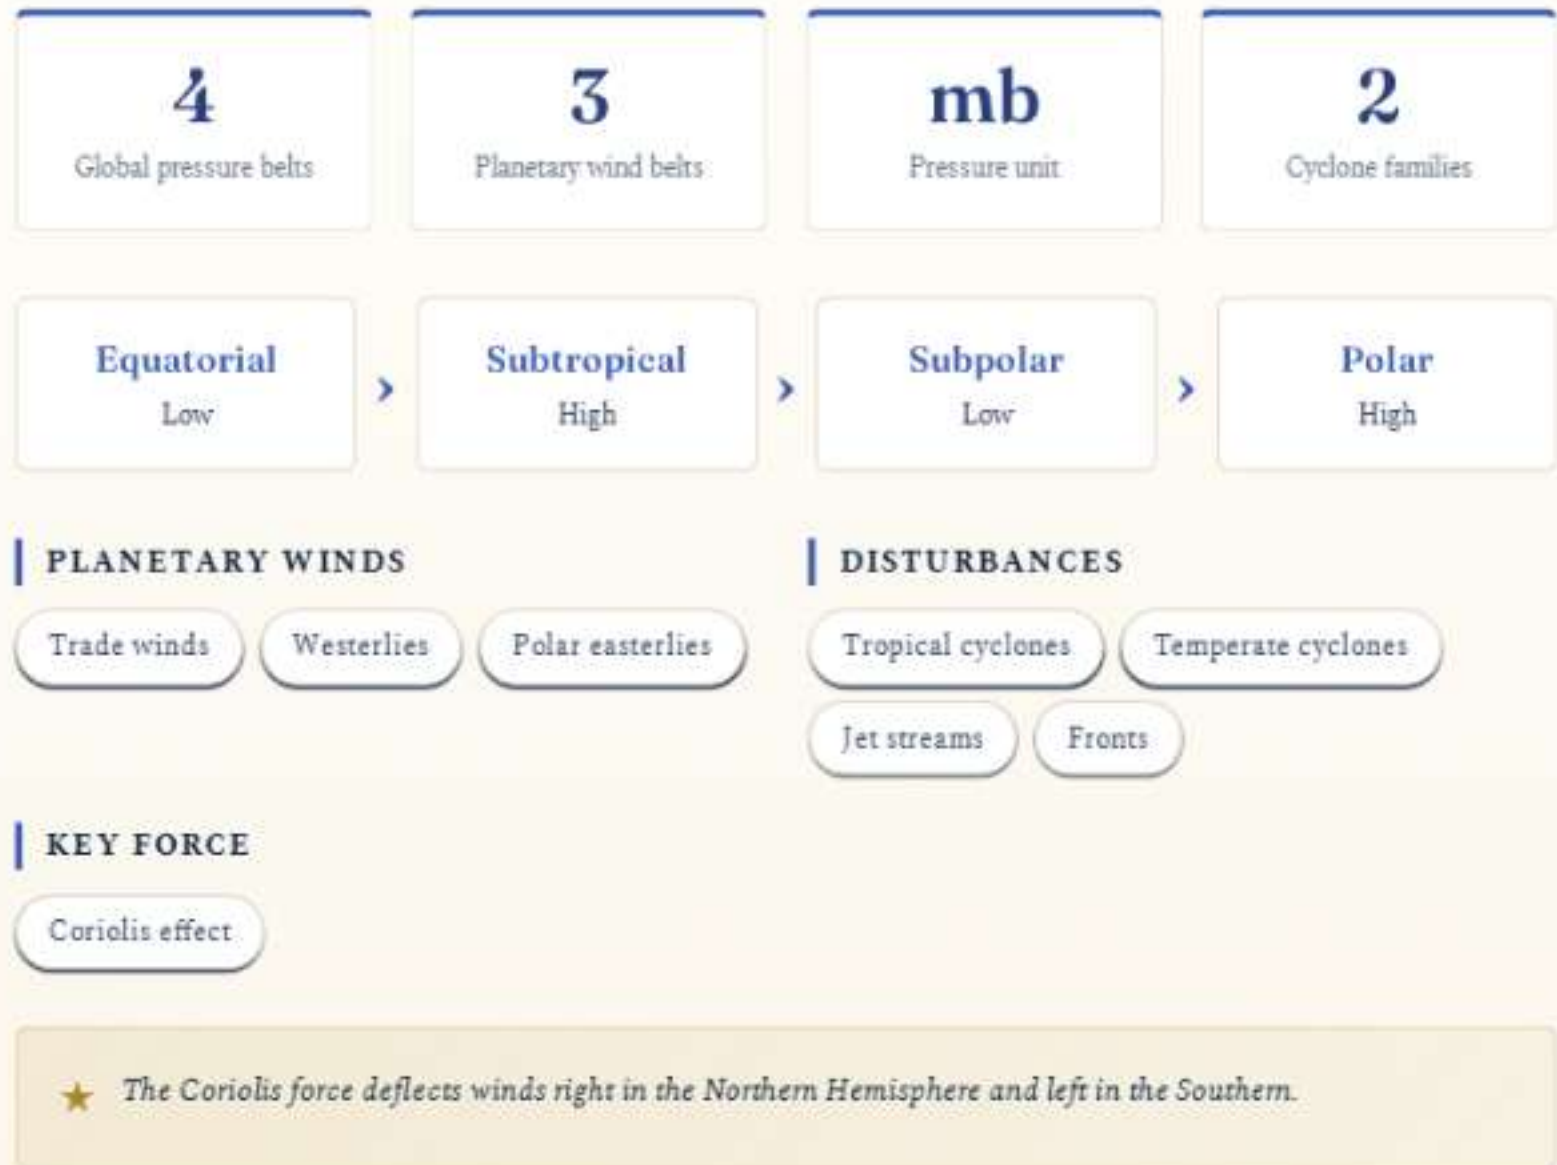 4
Global pressure belts
3
Planetary wind belts
mb
Pressure unit
2
Cyclone families
Equatorial
Low
›
Subtropical
High
›
Subpolar
Low
›
Polar
High
PLANETARY WINDS
Trade winds
Westerlies
Polar easterlies
DISTURBANCES
Tropical cyclones
Temperate cyclones
Jet streams
Fronts
KEY FORCE
Coriolis effect
★ The Coriolis force deflects winds right in the Northern Hemisphere and left in the Southern.